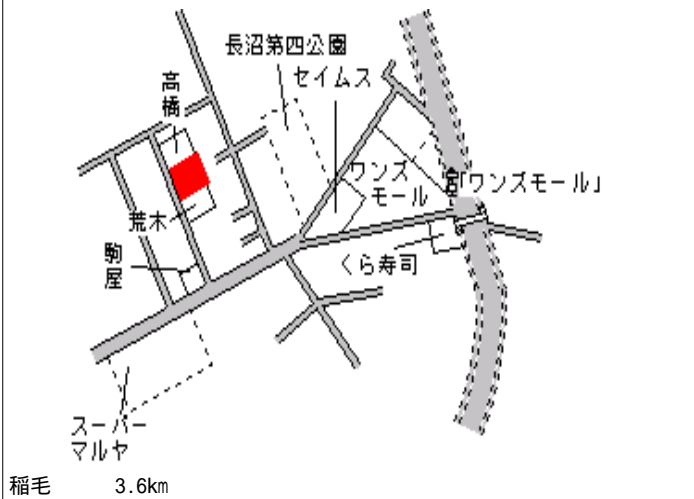 長沼第四公園
セイムス
高
橋
ワンズ
モール
「ワンズモール」
荒木
駒
屋
くら寿司
スーパー
マルヤ
稲毛 3.6km